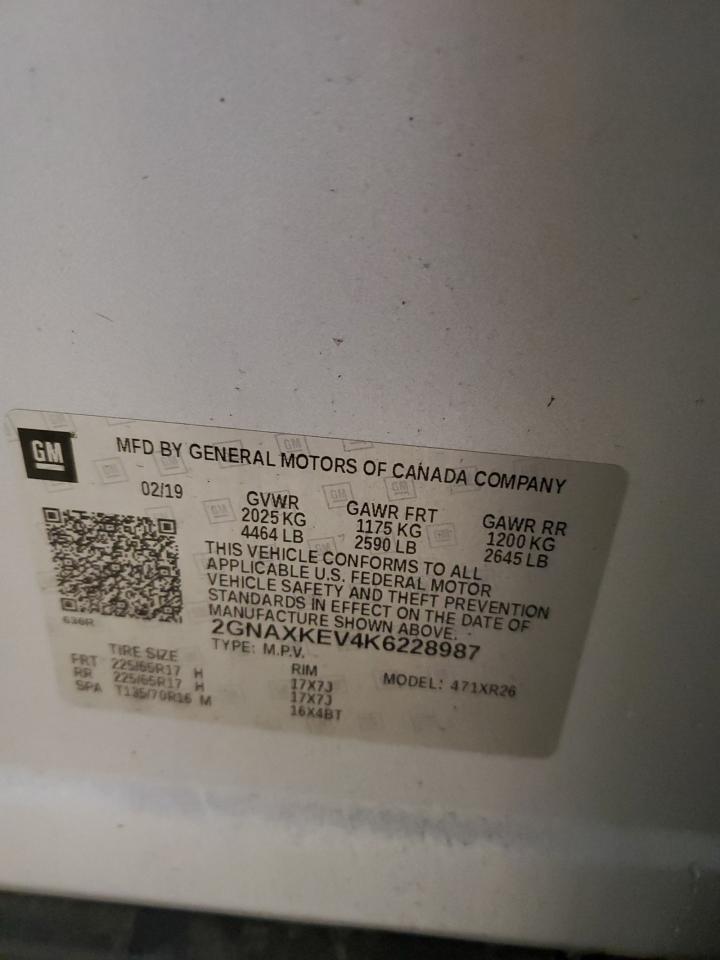 GM
MFD BY GENERAL MOTORS OF CANADA COMPANY
02/19 GVWR GAWR FRT GAWR RR
2025 KG 1175 KG 1200 KG
4464 LB 2590 LB 2645 LB
THIS VEHICLE CONFORMS TO ALL
APPLICABLE U.S. FEDERAL MOTOR
VEHICLE SAFETY AND THEFT PREVENTION
STANDARDS IN EFFECT ON THE DATE OF
MANUFACTURE SHOWN ABOVE.
636R
2GNAXKEV4K6228987
TYPE: M.P.V.
TIRE SIZE RIM MODEL: 471XR26
FRT 225/65R17 H 17X7J
RR 225/65R17 H 17X7J
SPA T135/70R16 M 16X4BT